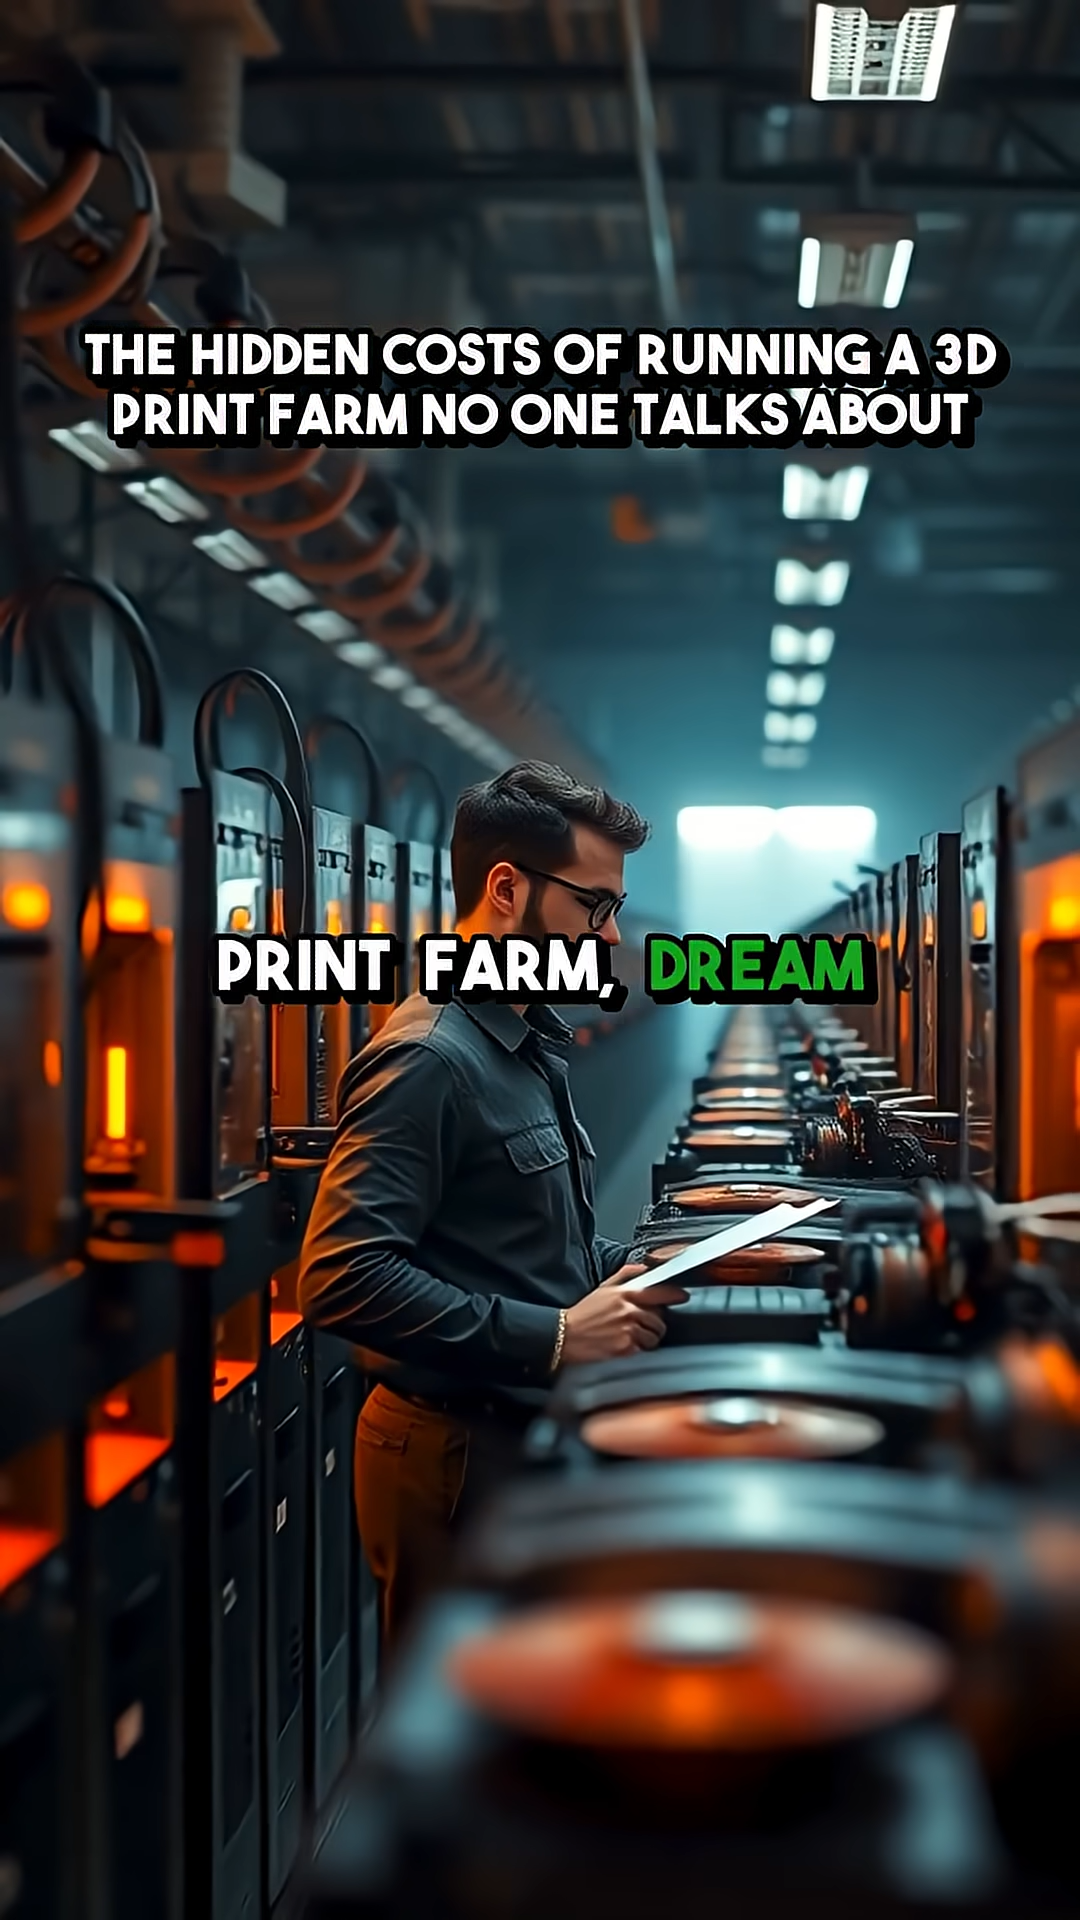 THE HIDDEN COSTS OF RUNNING A 3D
PRINT FARM NO ONE TALKS ABOUT
PRINT FARM, DREAM